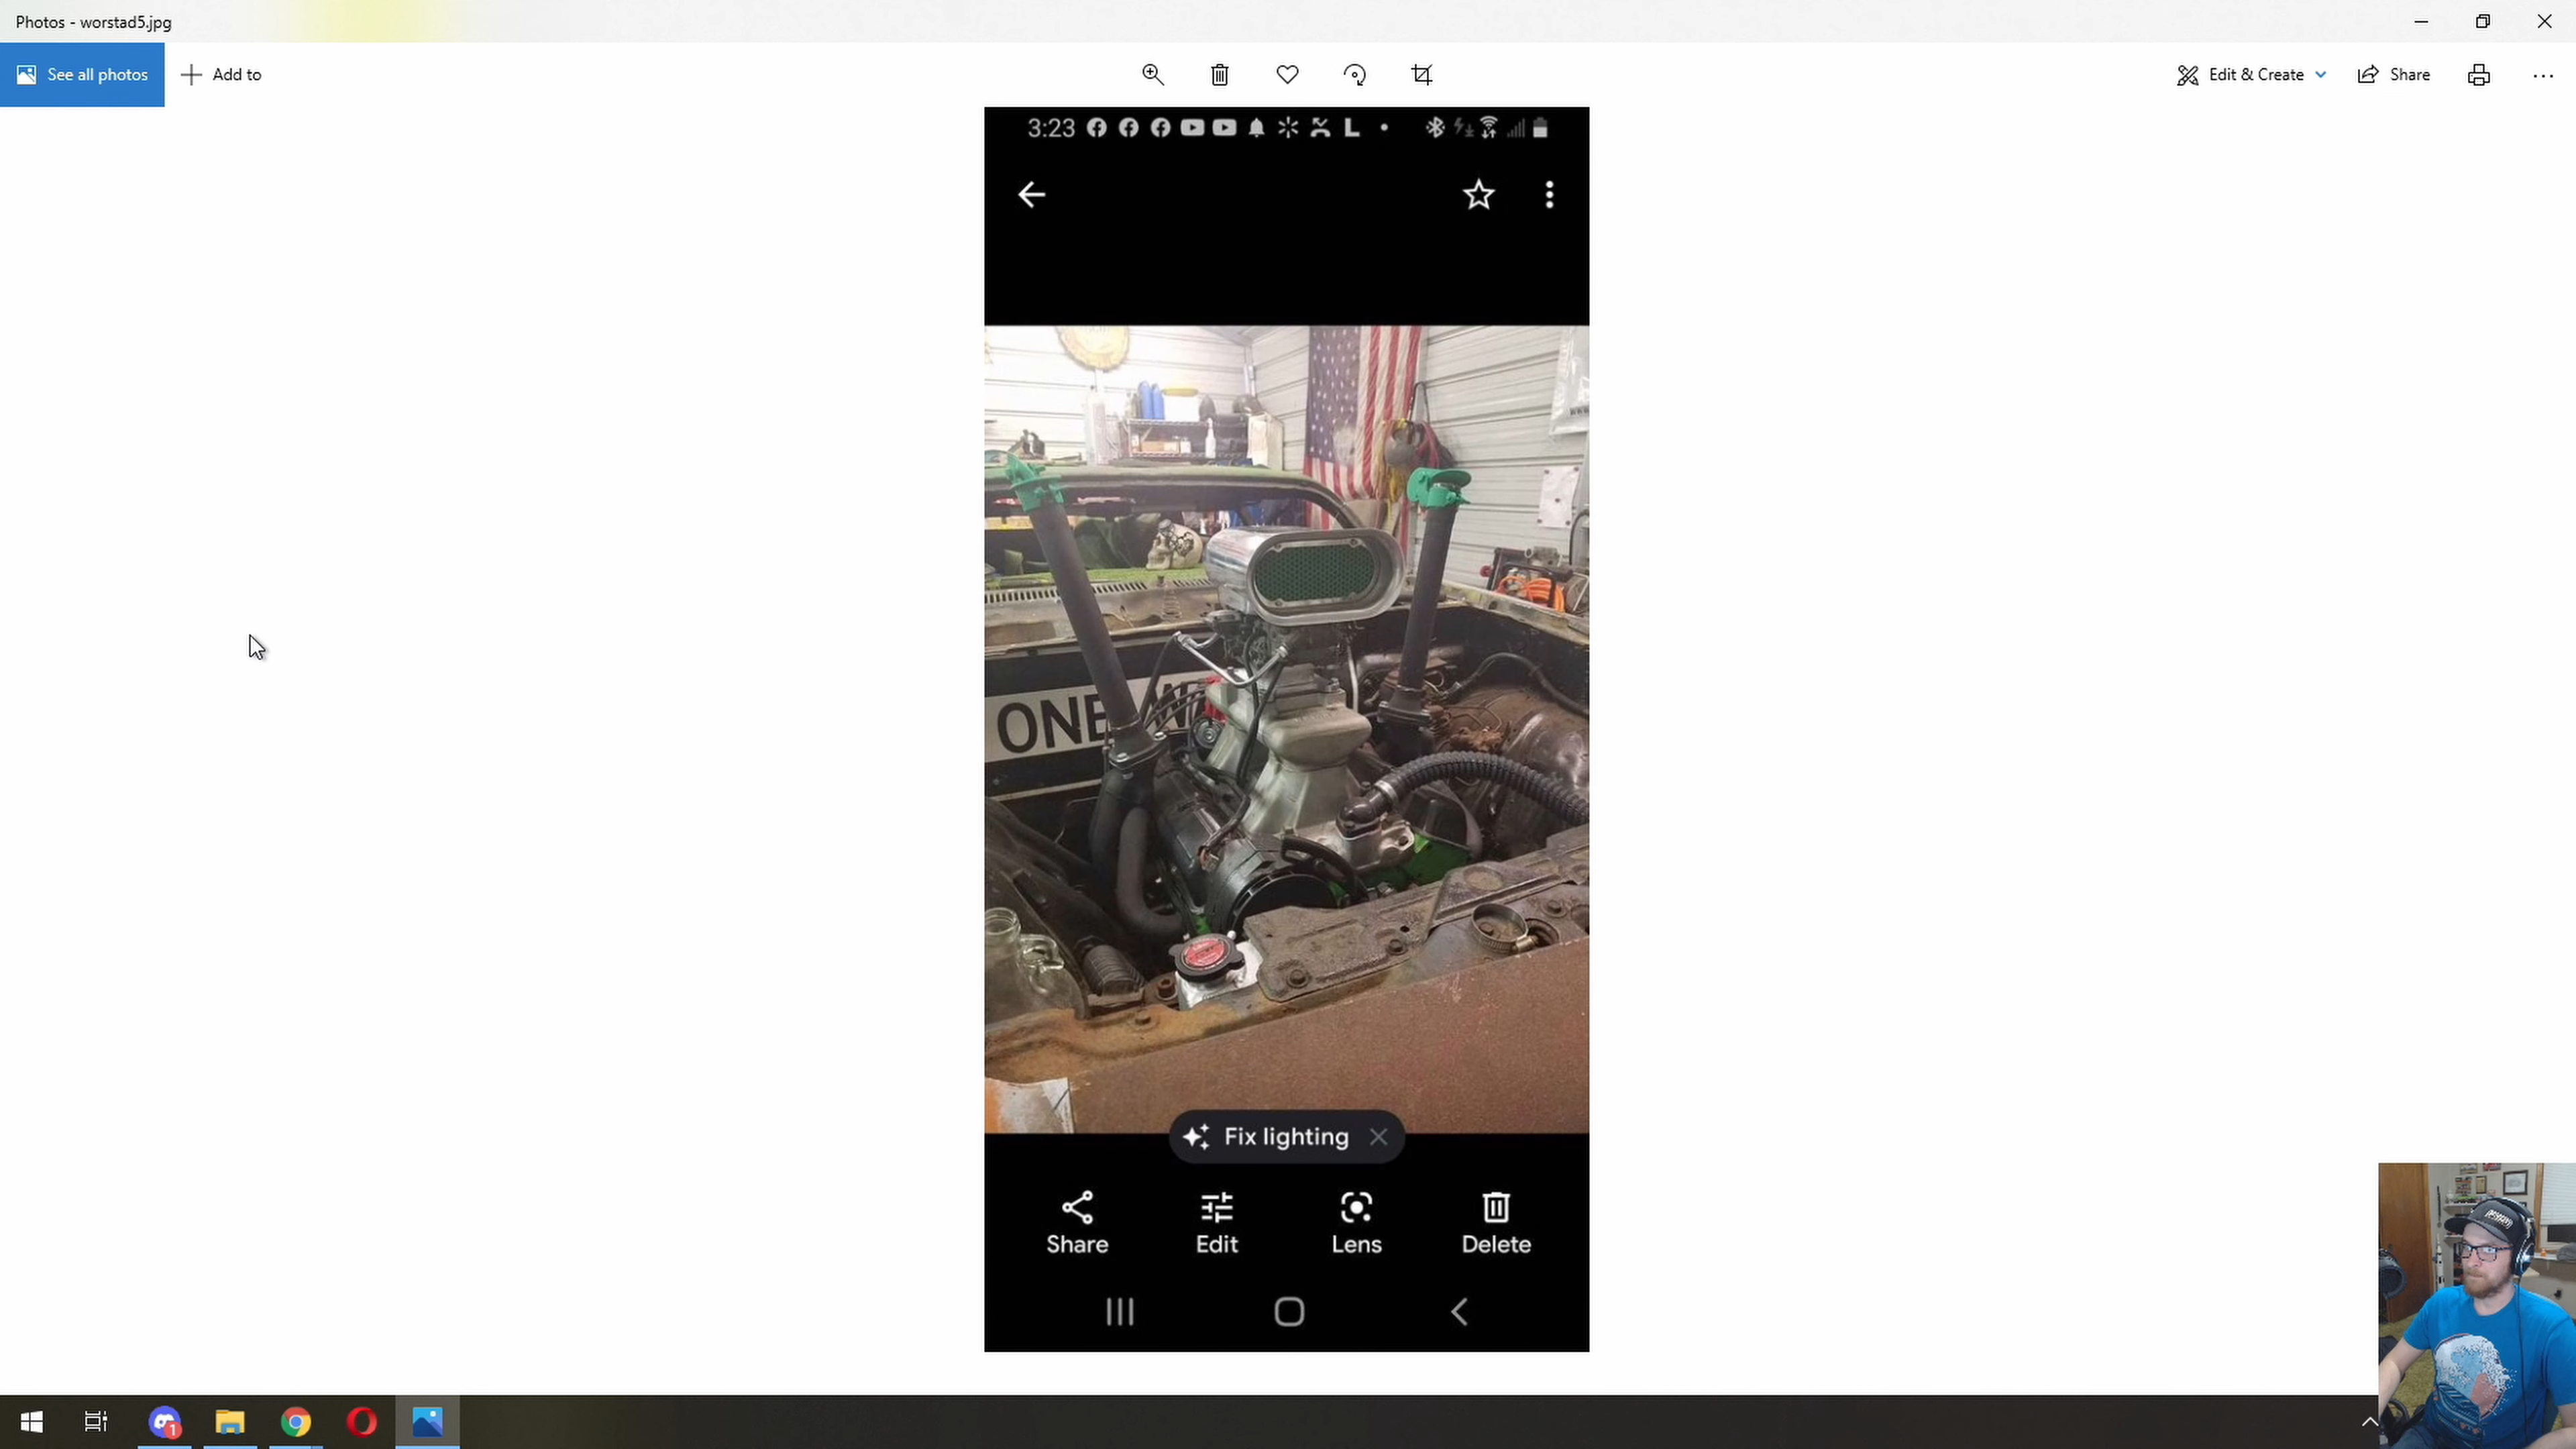 Photos - worstad5.jpg
See all photos
Add to
Edit & Create
Share
3:23
L
ONE
Fix lighting
Share
Edit
Lens
Delete
1